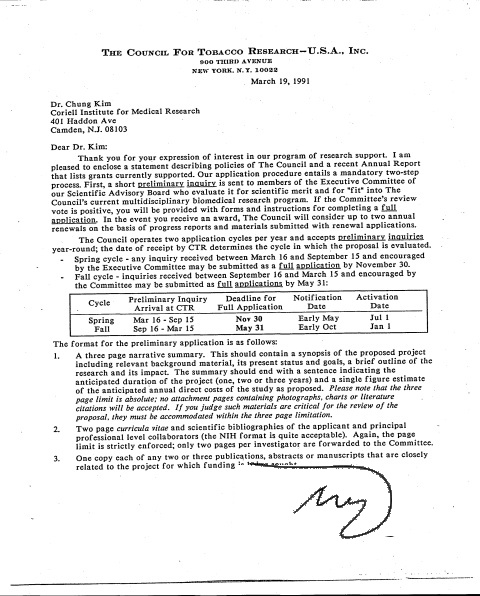 THE COUNCIL FOR TOBACCO RESEARCH—U.S.A., INC.
900 THIRD AVENUE
NEW YORK, N.Y. 10022
March 19, 1991
Dr. Chung Kim
Coriell Institute for Medical Research
401 Haddon Ave
Camden, N.J. 08103
Dear Dr. Kim:
Thank you for your expression of interest in our program of research support. I am
pleased to enclose a statement describing policies of The Council and a recent Annual Report
that lists grants currently supported. Our application procedure entails a mandatory two-step
process. First, a short preliminary inquiry is sent to members of the Executive Committee of
our Scientific Advisory Board who evaluate it for scientific merit and for "fit" into The
Council's current multidisciplinary biomedical research program. If the Committee's review
vote is positive, you will be provided with forms and instructions for completing a full
application. In the event you receive an award, The Council will consider up to two annual
renewals on the basis of progress reports and materials submitted with renewal applications.
The Council operates two application cycles per year and accepts preliminary inquiries
year-round; the date of receipt by CTR determines the cycle in which the proposal is evaluated.
- Spring cycle - any inquiry received between March 16 and September 15 and encouraged
by the Executive Committee may be submitted as a full application by November 30.
- Fall cycle - inquiries received between September 16 and March 15 and encouraged by
the Committee may be submitted as full applications by May 31:
Cycle Preliminary Inquiry Deadline for Notification Activation
Arrival at CTR Full Application Date Date
Spring Mar 16 - Sep 15 Nov 30 Early May Jul 1
Fall Sep 16 - Mar 15 May 31 Early Oct Jan 1
The format for the preliminary application is as follows:
1. A three page narrative summary. This should contain a synopsis of the proposed project
including relevant background material, its present status and goals, a brief outline of the
research and its impact. The summary should end with a sentence indicating the
anticipated duration of the project (one, two or three years) and a single figure estimate
of the anticipated annual direct costs of the study as proposed. Please note that the three
page limit is absolute; no attachment pages containing photographs, charts or literature
citations will be accepted. If you judge such materials are critical for the review of the
proposal, they must be accommodated within the three page limitation.
2. Two page curricula vitae and scientific bibliographies of the applicant and principal
professional level collaborators (the NIH format is quite acceptable). Again, the page
limit is strictly enforced; only two pages per investigator are forwarded to the Committee.
3. One copy each of any two or three publications, abstracts or manuscripts that are closely
related to the project for which funding is